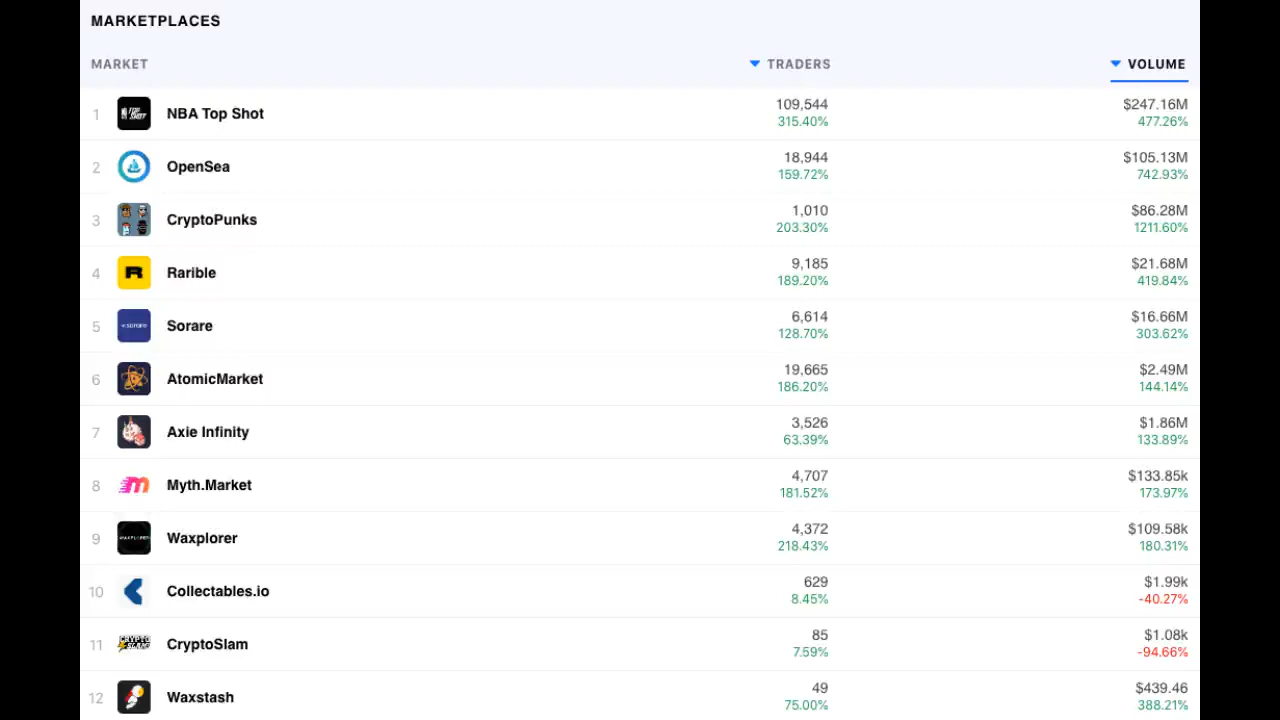 MARKETPLACES
MARKET TRADERS VOLUME
1 TOP SHOT NBA Top Shot 109,544 $247.16M
315.40% 477.26%
2 OpenSea 18,944 $105.13M
159.72% 742.93%
3 CryptoPunks 1,010 $86.28M
203.30% 1211.60%
4 R Rarible 9,185 $21.68M
189.20% 419.84%
5 sorare Sorare 6,614 $16.66M
128.70% 303.62%
6 AtomicMarket 19,665 $2.49M
186.20% 144.14%
7 Axie Infinity 3,526 $1.86M
63.39% 133.89%
8 m Myth.Market 4,707 $133.85k
181.52% 173.97%
9 WAXPLORER Waxplorer 4,372 $109.58k
218.43% 180.31%
10 Collectables.io 629 $1.99k
8.45% -40.27%
11 CRYPTO SLAM CryptoSlam 85 $1.08k
7.59% -94.66%
12 Waxstash 49 $439.46
75.00% 388.21%